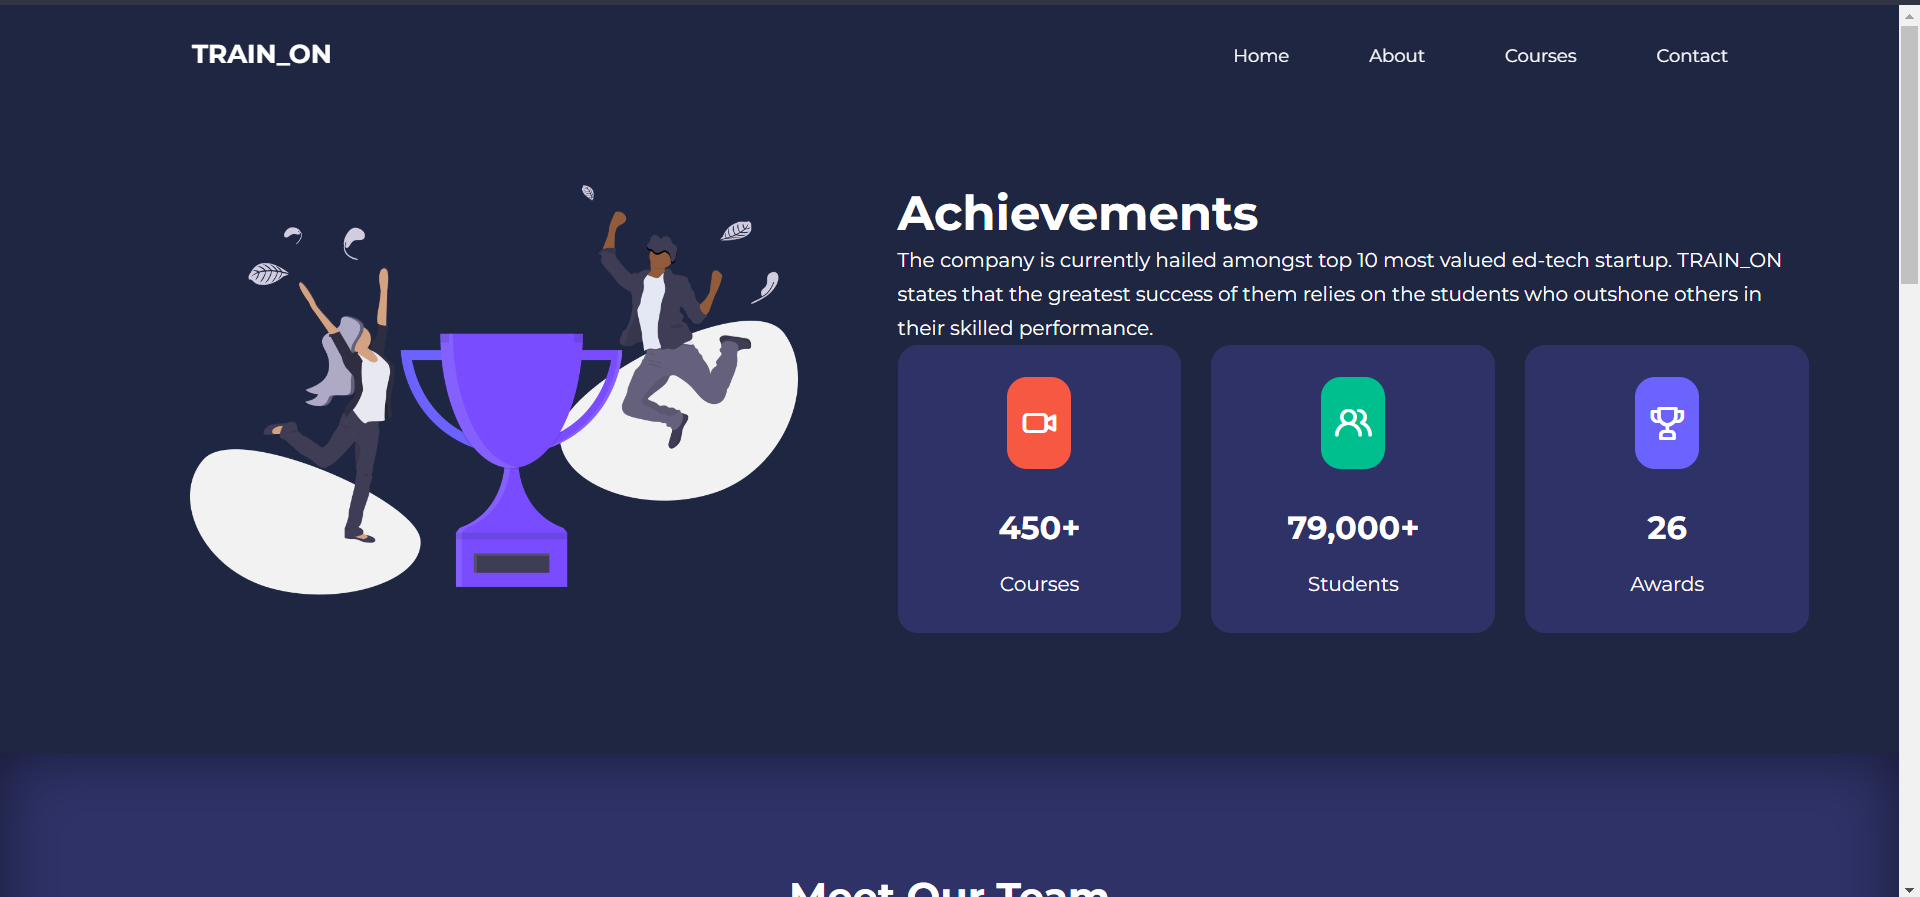 TRAIN_ON
Home
About
Courses
Contact
Achievements
The company is currently hailed amongst top 10 most valued ed-tech startup. TRAIN_ON
states that the greatest success of them relies on the students who outshone others in
their skilled performance.
450+
Courses
79,000+
Students
26
Awards
Meet Our Team